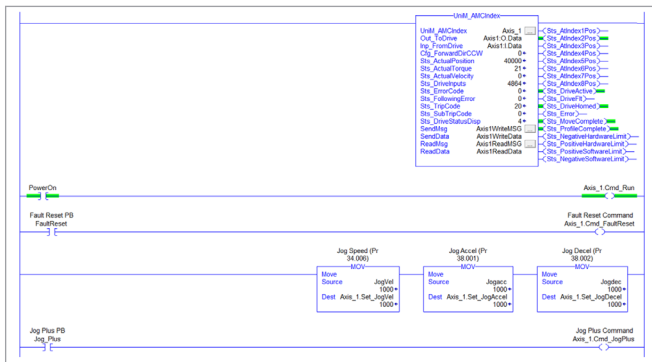 UniM_AMCIndex
UniM_AMCIndex Axis_1 ... Sts_AtIndex1Pos
Out_ToDrive Axis1:O.Data Sts_AtIndex2Pos
Inp_FromDrive Axis1:I.Data Sts_AtIndex3Pos
Cfg_ForwardDirCCW 0 Sts_AtIndex4Pos
Sts_ActualPosition 40000 Sts_AtIndex5Pos
Sts_ActualTorque 21 Sts_AtIndex6Pos
Sts_ActualVelocity 0 Sts_AtIndex7Pos
Sts_DriveInputs 4864 Sts_AtIndex8Pos
Sts_ErrorCode 0 Sts_DriveActive
Sts_FollowingError 0 Sts_DriveFlt
Sts_TripCode 20 Sts_DriveHomed
Sts_SubTripCode 0 Sts_Error
Sts_DriveStatusDisp 4 Sts_MoveComplete
SendMsg Axis1WriteMSG ... Sts_ProfileComplete
SendData Axis1WriteData Sts_NegativeHardwareLimit
ReadMsg Axis1ReadMSG ... Sts_PositiveHardwareLimit
ReadData Axis1ReadData Sts_PositiveSoftwareLimit
Sts_NegativeSoftwareLimit
PowerOn Axis_1.Cmd_Run
Fault Reset PB Fault Reset Command
FaultReset Axis_1.Cmd_FaultReset
Jog Speed (Pr Jog Accel (Pr Jog Decel (Pr
34.006) 38.001) 38.002)
MOV MOV MOV
Move Move Move
Source JogVel Source Jogacc Source Jogdec
1000 1000 1000
Dest Axis_1.Set_JogVel Dest Axis_1.Set_JogAccel Dest Axis_1.Set_JogDecel
1000 1000 1000
Jog Plus PB Jog Plus Command
Jog_Plus Axis_1.Cmd_JogPlus